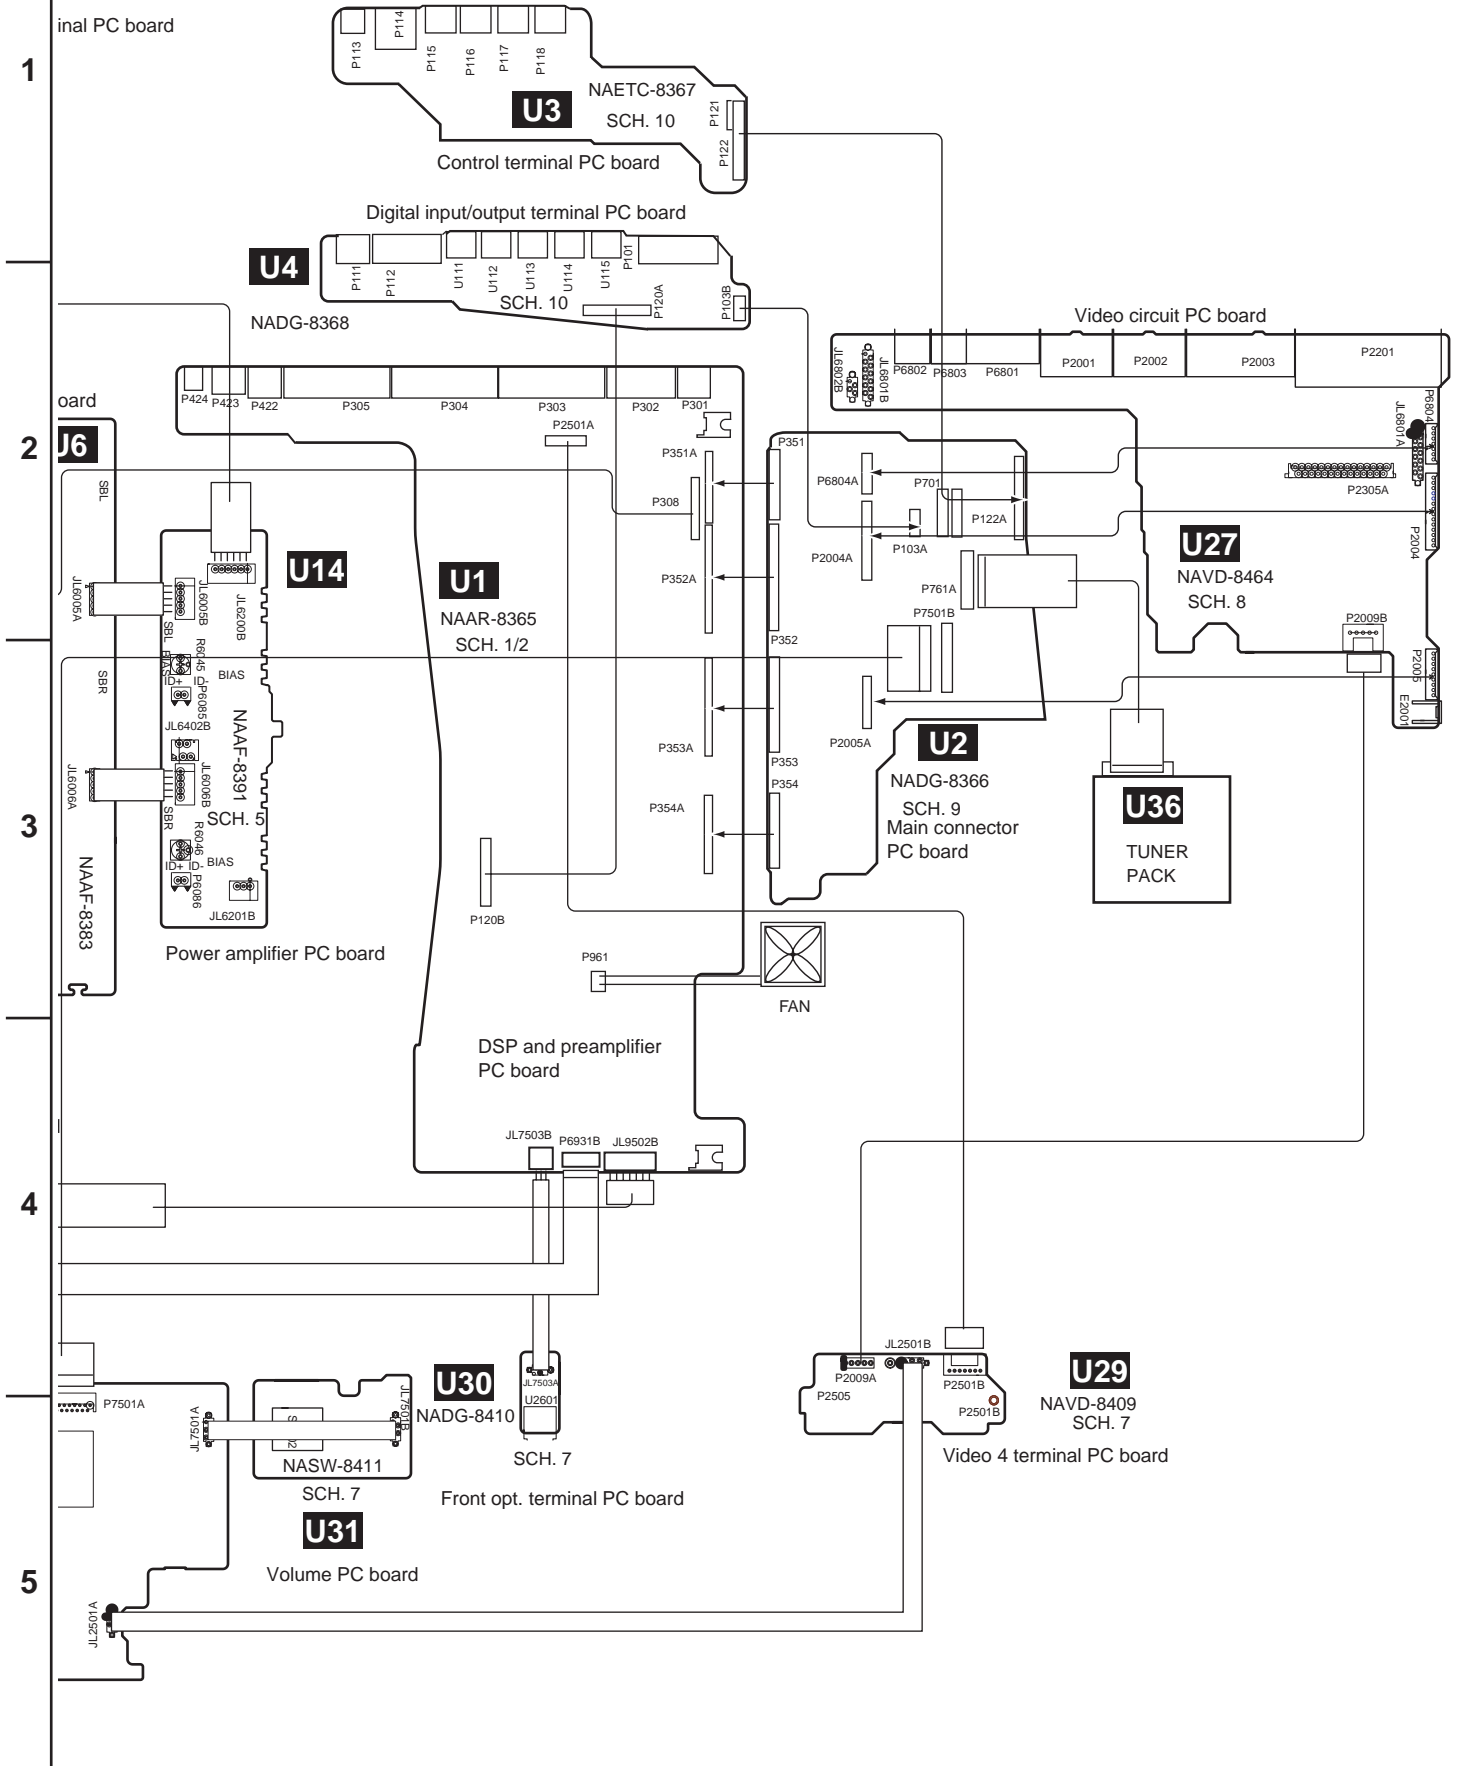 inal PC board
1
P113
P114
P115
P116
P117
P118
NAETC-8367
U3
SCH. 10
P121
P122
Control terminal PC board
Digital input/output terminal PC board
U4
P111
P112
U111
U112
U113
U114
U115
P101
SCH. 10
P120A
P103B
NADG-8368
Video circuit PC board
JL6802B
JL6801B
P6802
P6803
P6801
P2001
P2002
P2003
P2201
P6804
JL6801A
P2305A
P2004
oard
2
U6
SBL
P424
P423
P422
P305
P304
P303
P302
P301
P2501A
P351A
P308
P351
P6804A
P701
P122A
P103A
P2004A
U27
NAVD-8464
SCH. 8
U14
U1
NAAR-8365
SCH. 1/2
P352A
P761A
P7501B
P352
P2009B
P2005
E2001
JL6005A
JL6005B
JL6200B
SBL
BIAS
R6045
ID+ ID-
BIAS
P6085
SBR
JL6402B
NAAF-8391
JL6006A
JL6006B
SCH. 5
SBR
R6046
ID+ ID-
BIAS
P6086
JL6201B
3
NAAF-8383
Power amplifier PC board
P353A
P353
P354
P354A
P2005A
U2
NADG-8366
SCH. 9
Main connector
PC board
U36
TUNER
PACK
P120B
P961
FAN
DSP and preamplifier
PC board
JL7503B
P6931B
JL9502B
4
JL2501B
P2009A
P2501B
P2505
P2501B
U29
NAVD-8409
SCH. 7
Video 4 terminal PC board
U30
NADG-8410
JL7503A
U2601
SCH. 7
Front opt. terminal PC board
P7501A
JL7501A
JL7501B
NASW-8411
SCH. 7
U31
Volume PC board
5
JL2501A